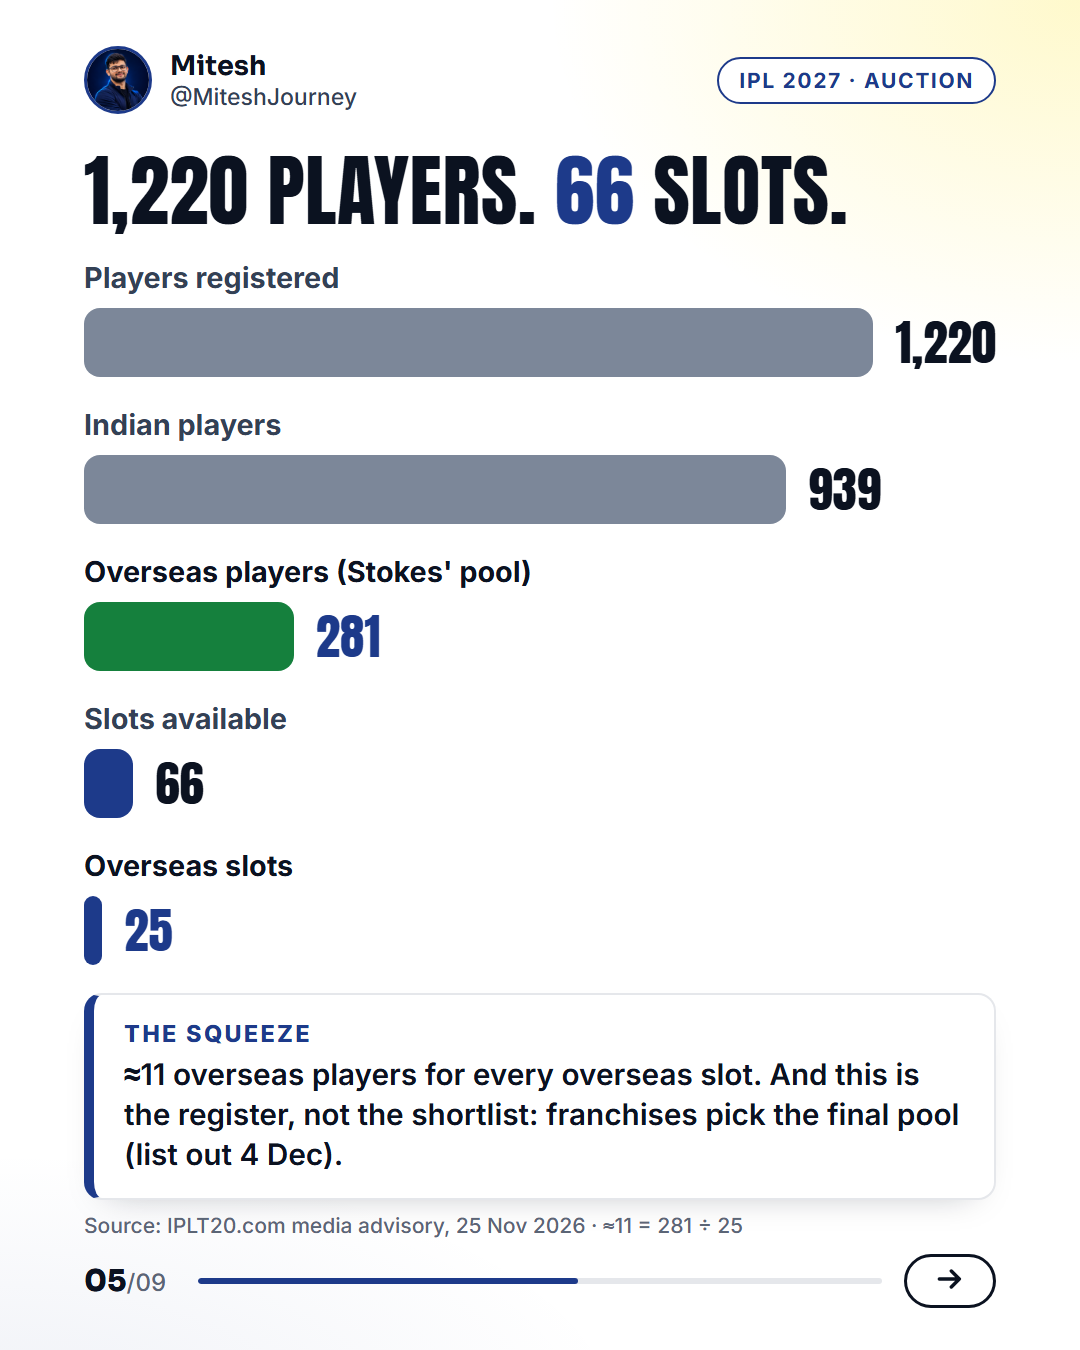 Mitesh
@MiteshJourney
IPL 2027 · AUCTION
1,220 PLAYERS. 66 SLOTS.
Players registered
1,220
Indian players
939
Overseas players (Stokes' pool)
281
Slots available
66
Overseas slots
25
THE SQUEEZE
≈11 overseas players for every overseas slot. And this is
the register, not the shortlist: franchises pick the final pool
(list out 4 Dec).
Source: IPLT20.com media advisory, 25 Nov 2026 · ≈11 = 281 ÷ 25
05/09
→